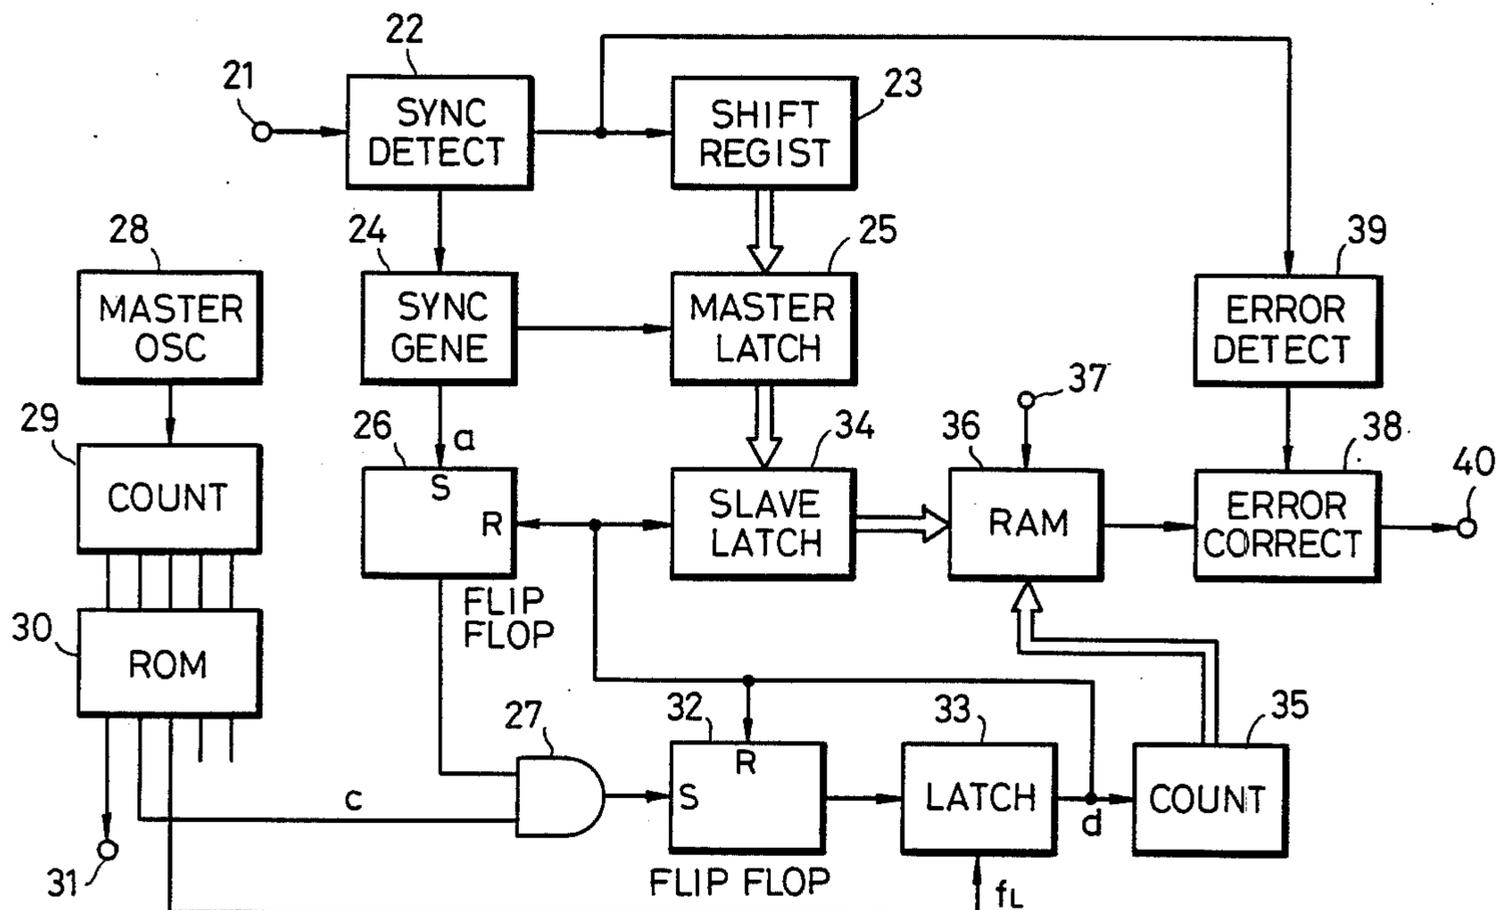 22
21
SYNC
DETECT
SHIFT
REGIST
23
28
24
25
39
MASTER
OSC
SYNC
GENE
MASTER
LATCH
ERROR
DETECT
37
29
26
a
34
36
38
40
COUNT
S
R
SLAVE
LATCH
RAM
ERROR
CORRECT
FLIP
FLOP
30
ROM
27
32
33
35
R
S
LATCH
COUNT
c
d
31
FLIP FLOP
fL